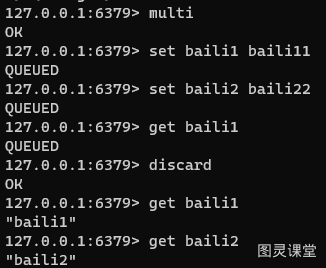 127.0.0.1:6379> multi
OK
127.0.0.1:6379> set baili1 baili11
QUEUED
127.0.0.1:6379> set baili2 baili22
QUEUED
127.0.0.1:6379> get baili1
QUEUED
127.0.0.1:6379> discard
OK
127.0.0.1:6379> get baili1
"baili1"
127.0.0.1:6379> get baili2
"baili2"
图灵课堂